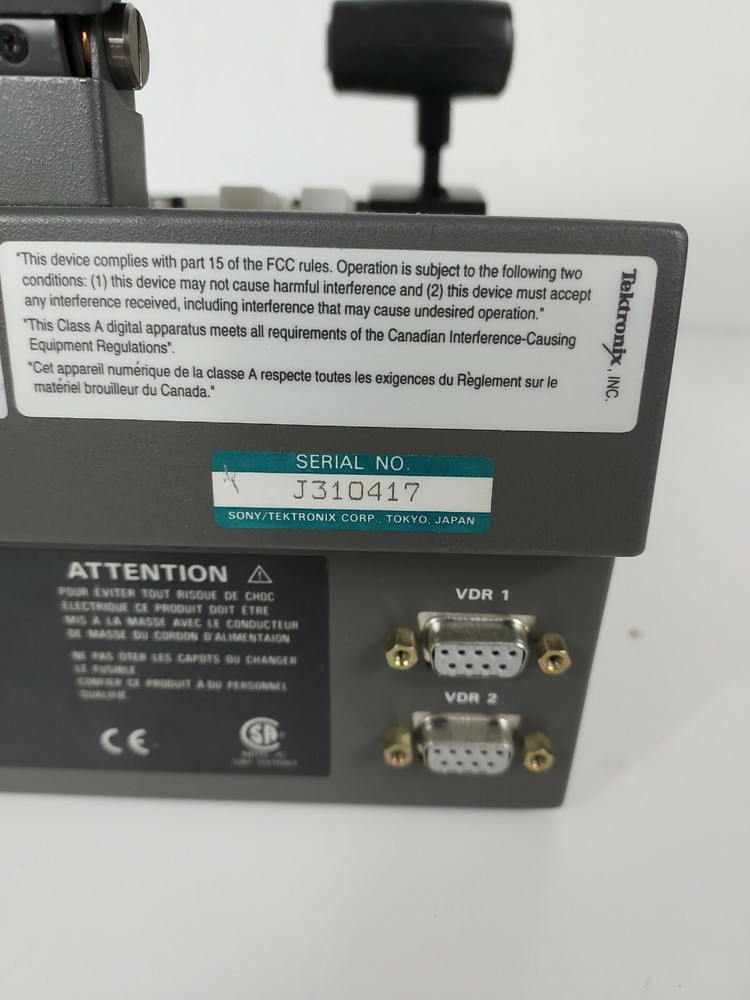 "This device complies with part 15 of the FCC rules. Operation is subject to the following two
conditions: (1) this device may not cause harmful interference and (2) this device must accept
any interference received, including interference that may cause undesired operation."
"This Class A digital apparatus meets all requirements of the Canadian Interference-Causing
Equipment Regulations".
"Cet appareil numérique de la classe A respecte toutes les exigences du Règlement sur le
matériel brouilleur du Canada."
Tektronix, INC.
SERIAL NO.
J310417
SONY/TEKTRONIX CORP., TOKYO, JAPAN
ATTENTION
POUR ÉVITER TOUT RISQUE DE CHOC
ÉLECTRIQUE CE PRODUIT DOIT ÊTRE
MIS A LA MASSE AVEC LE CONDUCTEUR
DE MASSE DU CORDON D'ALIMENTAION
NE PAS ÔTER LES CAPOTS OU CHANGER
LE FUSIBLE
CONFIER CE PRODUIT A DU PERSONNEL
QUALIFIÉ
CE
SA
VDR 1
VDR 2